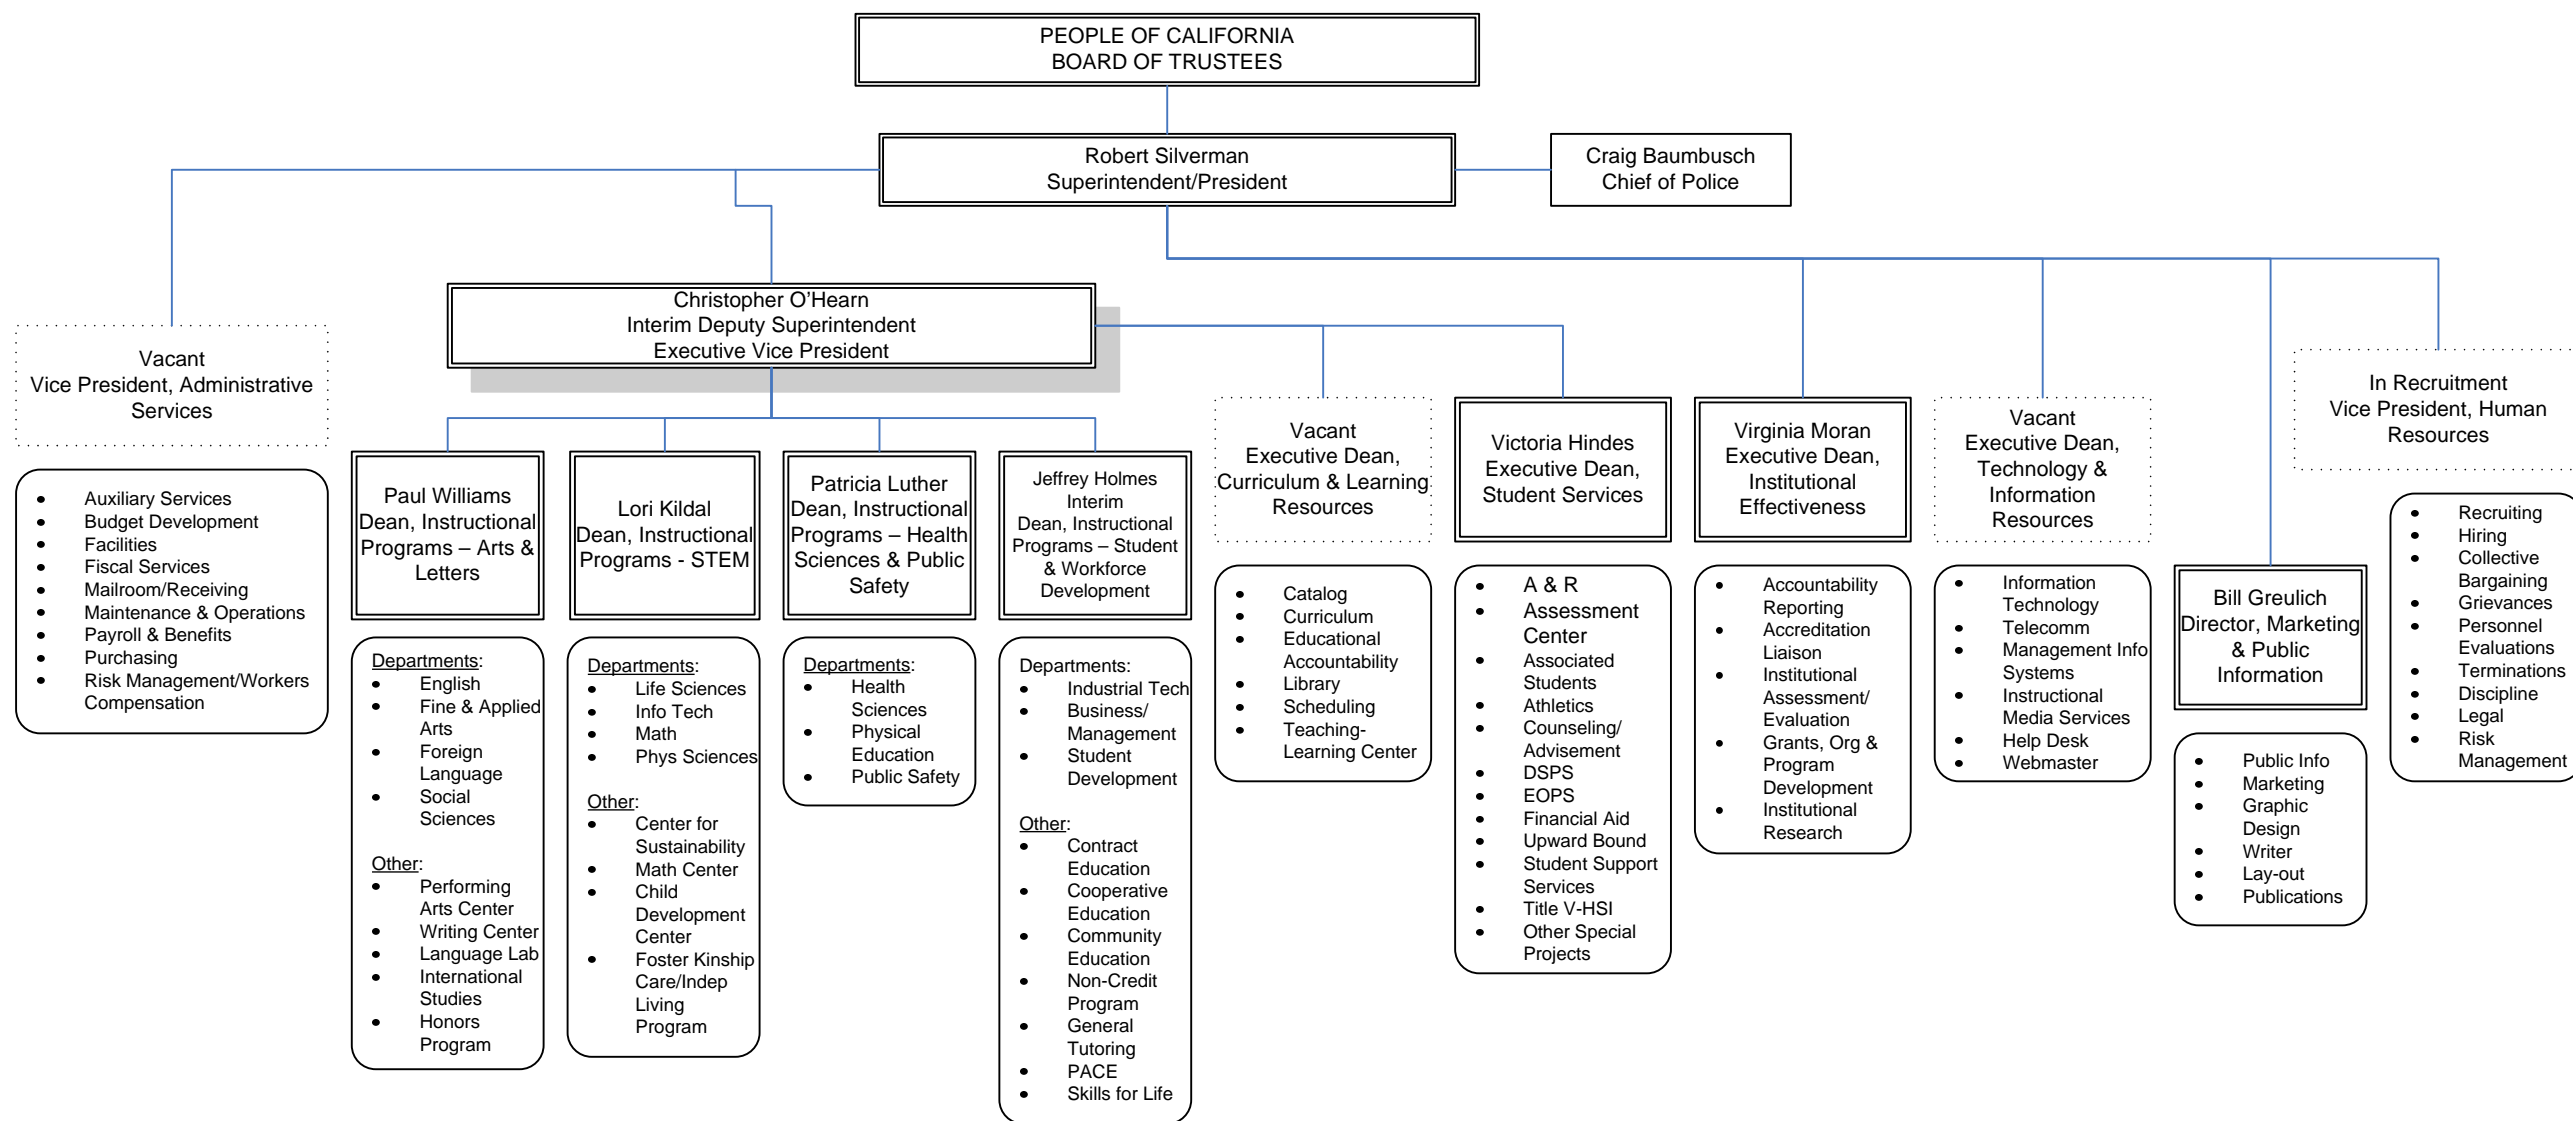 PEOPLE OF CALIFORNIA
BOARD OF TRUSTEES
Robert Silverman
Superintendent/President
Craig Baumbusch
Chief of Police
Christopher O’Hearn
Interim Deputy Superintendent
Executive Vice President
Vacant
Vice President, Administrative
Services
• Auxiliary Services
• Budget Development
• Facilities
• Fiscal Services
• Mailroom/Receiving
• Maintenance & Operations
• Payroll & Benefits
• Purchasing
• Risk Management/Workers
Compensation
Paul Williams
Dean, Instructional
Programs – Arts &
Letters
Departments:
• English
• Fine & Applied
Arts
• Foreign
Language
• Social
Sciences
Other:
• Performing
Arts Center
• Writing Center
• Language Lab
• International
Studies
• Honors
Program
Lori Kildal
Dean, Instructional
Programs - STEM
Departments:
• Life Sciences
• Info Tech
• Math
• Phys Sciences
Other:
• Center for
Sustainability
• Math Center
• Child
Development
Center
• Foster Kinship
Care/Indep
Living
Program
Patricia Luther
Dean, Instructional
Programs – Health
Sciences & Public
Safety
Departments:
• Health
Sciences
• Physical
Education
• Public Safety
Jeffrey Holmes
Interim
Dean, Instructional
Programs – Student
& Workforce
Development
Departments:
• Industrial Tech
• Business/
Management
• Student
Development
Other:
• Contract
Education
• Cooperative
Education
• Community
Education
• Non-Credit
Program
• General
Tutoring
• PACE
• Skills for Life
Vacant
Executive Dean,
Curriculum & Learning
Resources
• Catalog
• Curriculum
• Educational
Accountability
• Library
• Scheduling
• Teaching-
Learning Center
Victoria Hindes
Executive Dean,
Student Services
• A & R
• Assessment
Center
• Associated
Students
• Athletics
• Counseling/
Advisement
• DSPS
• EOPS
• Financial Aid
• Upward Bound
• Student Support
Services
• Title V-HSI
• Other Special
Projects
Virginia Moran
Executive Dean,
Institutional
Effectiveness
• Accountability
Reporting
• Accreditation
Liaison
• Institutional
Assessment/
Evaluation
• Grants, Org &
Program
Development
• Institutional
Research
Vacant
Executive Dean,
Technology &
Information
Resources
• Information
Technology
• Telecomm
• Management Info
Systems
• Instructional
Media Services
• Help Desk
• Webmaster
Bill Greulich
Director, Marketing
& Public
Information
• Public Info
• Marketing
• Graphic
Design
• Writer
• Lay-out
• Publications
In Recruitment
Vice President, Human
Resources
• Recruiting
• Hiring
• Collective
Bargaining
• Grievances
• Personnel
Evaluations
• Terminations
• Discipline
• Legal
• Risk
Management